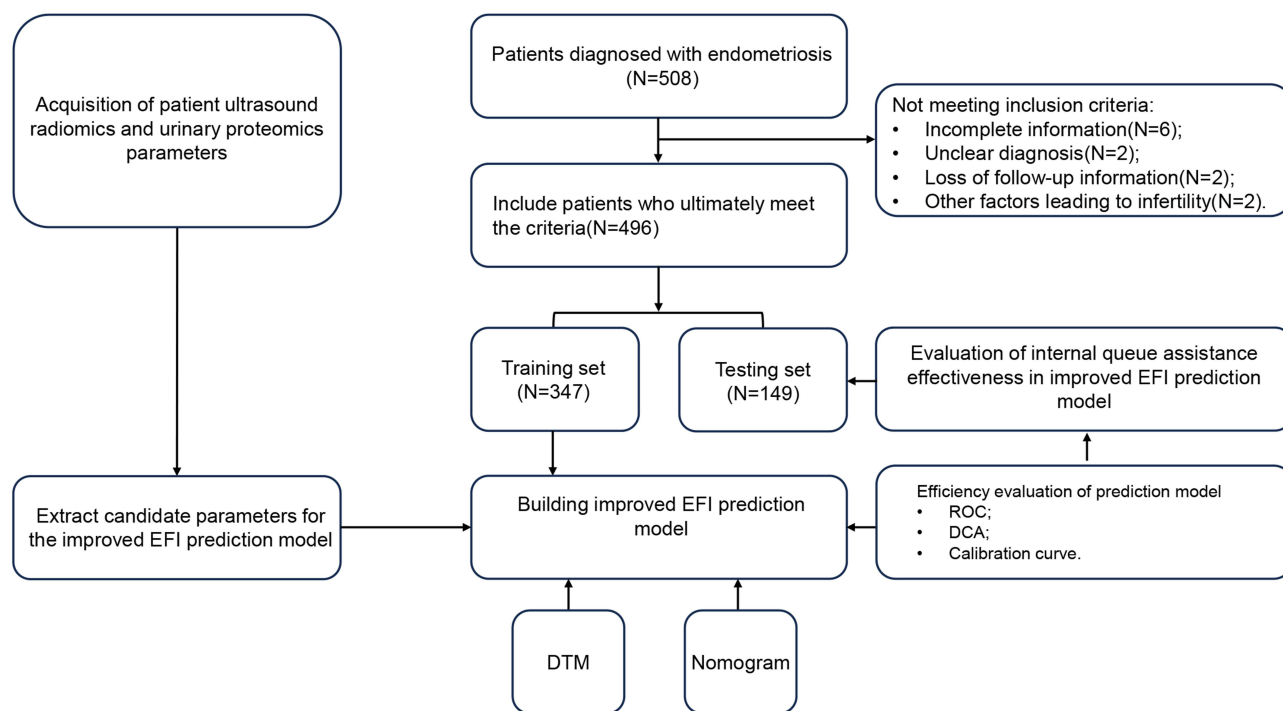 Acquisition of patient ultrasound
radiomics and urinary proteomics
parameters
Patients diagnosed with endometriosis
(N=508)
Not meeting inclusion criteria:
• Incomplete information(N=6);
• Unclear diagnosis(N=2);
• Loss of follow-up information(N=2);
• Other factors leading to infertility(N=2).
Include patients who ultimately meet
the criteria(N=496)
Training set
(N=347)
Testing set
(N=149)
Evaluation of internal queue assistance
effectiveness in improved EFI prediction
model
Extract candidate parameters for
the improved EFI prediction model
Building improved EFI prediction
model
Efficiency evaluation of prediction model
• ROC;
• DCA;
• Calibration curve.
DTM
Nomogram